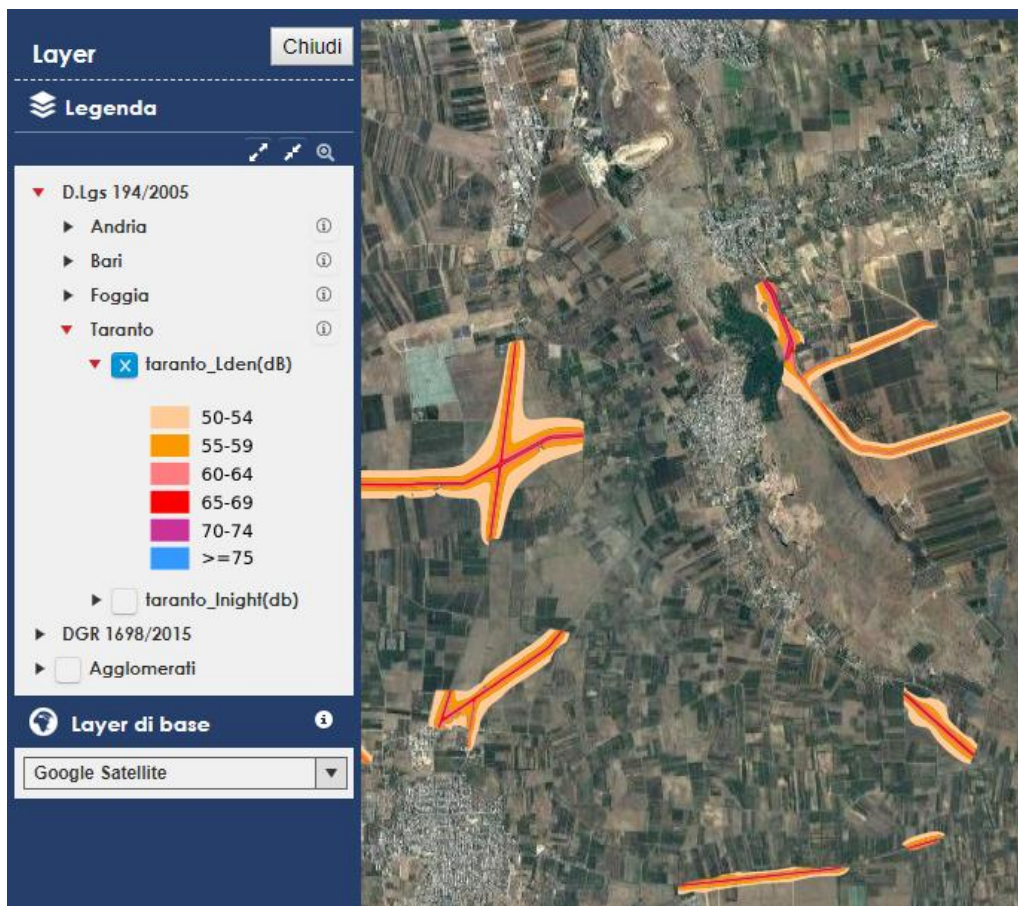 Layer
Chiudi
Legenda
D.Lgs 194/2005
Andria
Bari
Foggia
Taranto
taranto_Lden(dB)
50-54
55-59
60-64
65-69
70-74
>=75
taranto_lnight(db)
DGR 1698/2015
Agglomerati
Layer di base
Google Satellite